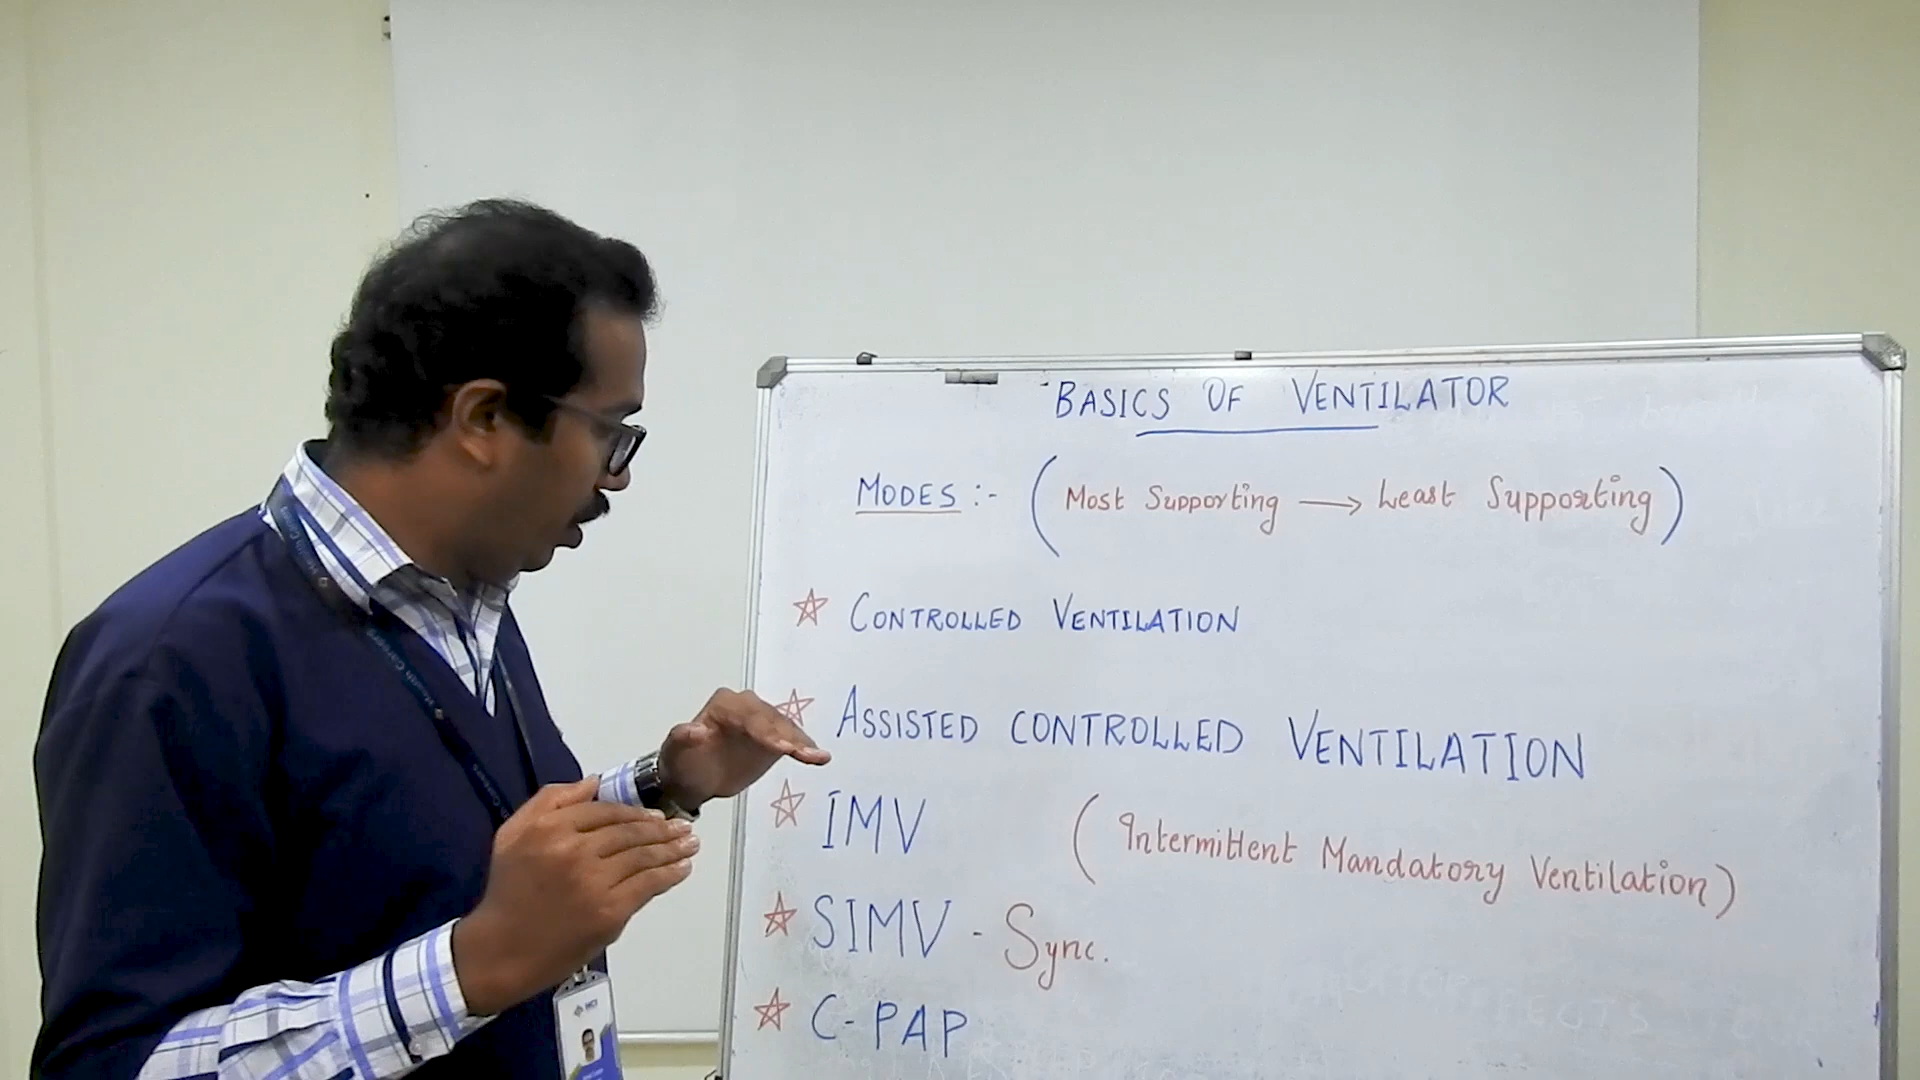 BASICS OF VENTILATOR
MODES :- (Most Supporting → Least Supporting)
☆ CONTROLLED VENTILATION
☆ ASSISTED CONTROLLED VENTILATION
☆ IMV (Intermittent Mandatory Ventilation)
☆ SIMV - Sync.
☆ C-PAP